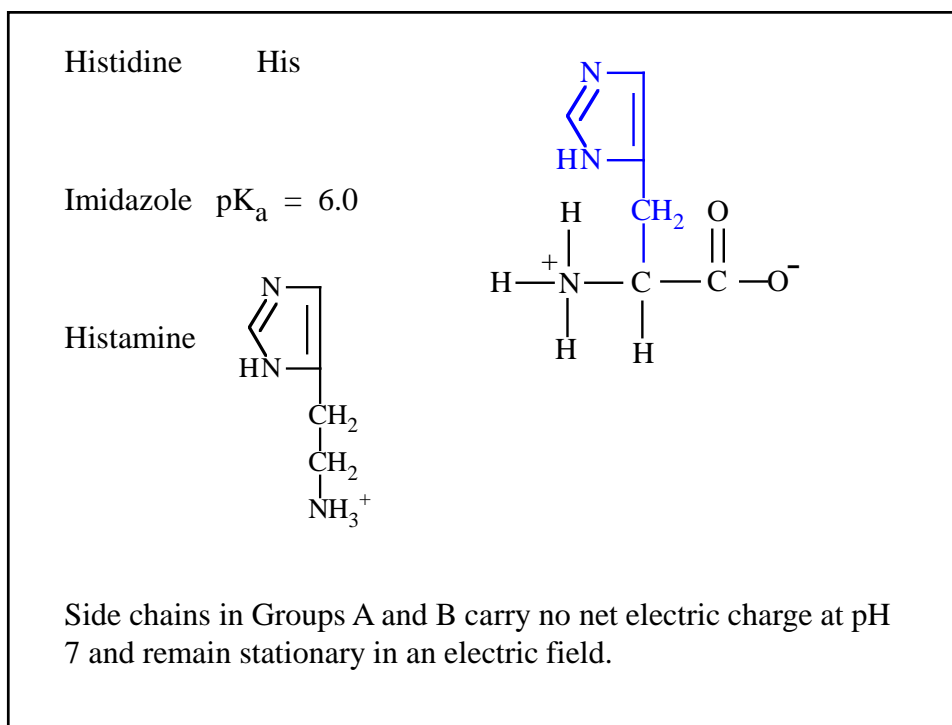 Histidine His
Imidazole pKa = 6.0
Histamine
N
HN
CH2
H
O
+
H N C C O-
H H
N
HN
CH2
CH2
NH3+
Side chains in Groups A and B carry no net electric charge at pH
7 and remain stationary in an electric field.